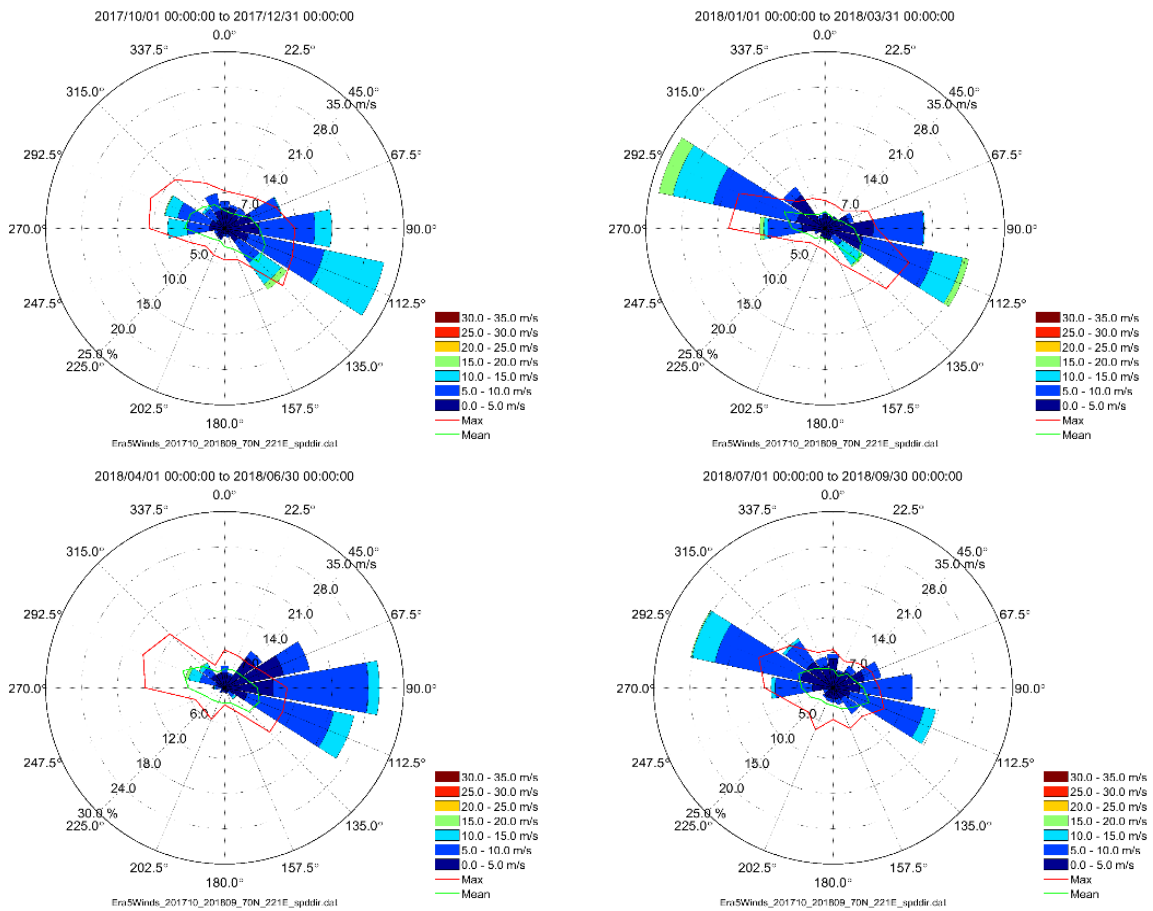 2017/10/01 00:00:00 to 2017/12/31 00:00:00
0.0°
337.5° 22.5°
315.0° 45.0°
35.0 m/s
28.0
292.5° 67.5°
21.0
14.0
7.0
270.0° 90.0°
5.0
10.0
247.5° 112.5°
15.0
20.0
25.0 %
225.0° 135.0°
202.5° 157.5°
180.0°
30.0 - 35.0 m/s
25.0 - 30.0 m/s
20.0 - 25.0 m/s
15.0 - 20.0 m/s
10.0 - 15.0 m/s
5.0 - 10.0 m/s
0.0 - 5.0 m/s
Max
Mean
Era5Winds_201710_201809_70N_221E_spddir.dat
2018/01/01 00:00:00 to 2018/03/31 00:00:00
0.0°
337.5° 22.5°
315.0° 45.0°
35.0 m/s
28.0
292.5° 67.5°
21.0
14.0
7.0
270.0° 90.0°
5.0
10.0
247.5° 112.5°
15.0
20.0
25.0 %
225.0° 135.0°
202.5° 157.5°
180.0°
30.0 - 35.0 m/s
25.0 - 30.0 m/s
20.0 - 25.0 m/s
15.0 - 20.0 m/s
10.0 - 15.0 m/s
5.0 - 10.0 m/s
0.0 - 5.0 m/s
Max
Mean
Era5Winds_201710_201809_70N_221E_spddir.dat
2018/04/01 00:00:00 to 2018/06/30 00:00:00
0.0°
337.5° 22.5°
315.0° 45.0°
35.0 m/s
28.0
292.5° 67.5°
21.0
14.0
270.0° 90.0°
6.0
12.0
247.5° 112.5°
18.0
24.0
30.0 %
225.0° 135.0°
202.5° 157.5°
180.0°
30.0 - 35.0 m/s
25.0 - 30.0 m/s
20.0 - 25.0 m/s
15.0 - 20.0 m/s
10.0 - 15.0 m/s
5.0 - 10.0 m/s
0.0 - 5.0 m/s
Max
Mean
Era5Winds_201710_201809_70N_221E_spddir.dat
2018/07/01 00:00:00 to 2018/09/30 00:00:00
0.0°
337.5° 22.5°
315.0° 45.0°
35.0 m/s
28.0
292.5° 67.5°
21.0
14.0
7.0
270.0° 90.0°
5.0
10.0
247.5° 112.5°
15.0
20.0
25.0 %
225.0° 135.0°
202.5° 157.5°
180.0°
30.0 - 35.0 m/s
25.0 - 30.0 m/s
20.0 - 25.0 m/s
15.0 - 20.0 m/s
10.0 - 15.0 m/s
5.0 - 10.0 m/s
0.0 - 5.0 m/s
Max
Mean
Era5Winds_201710_201809_70N_221E_spddir.dat